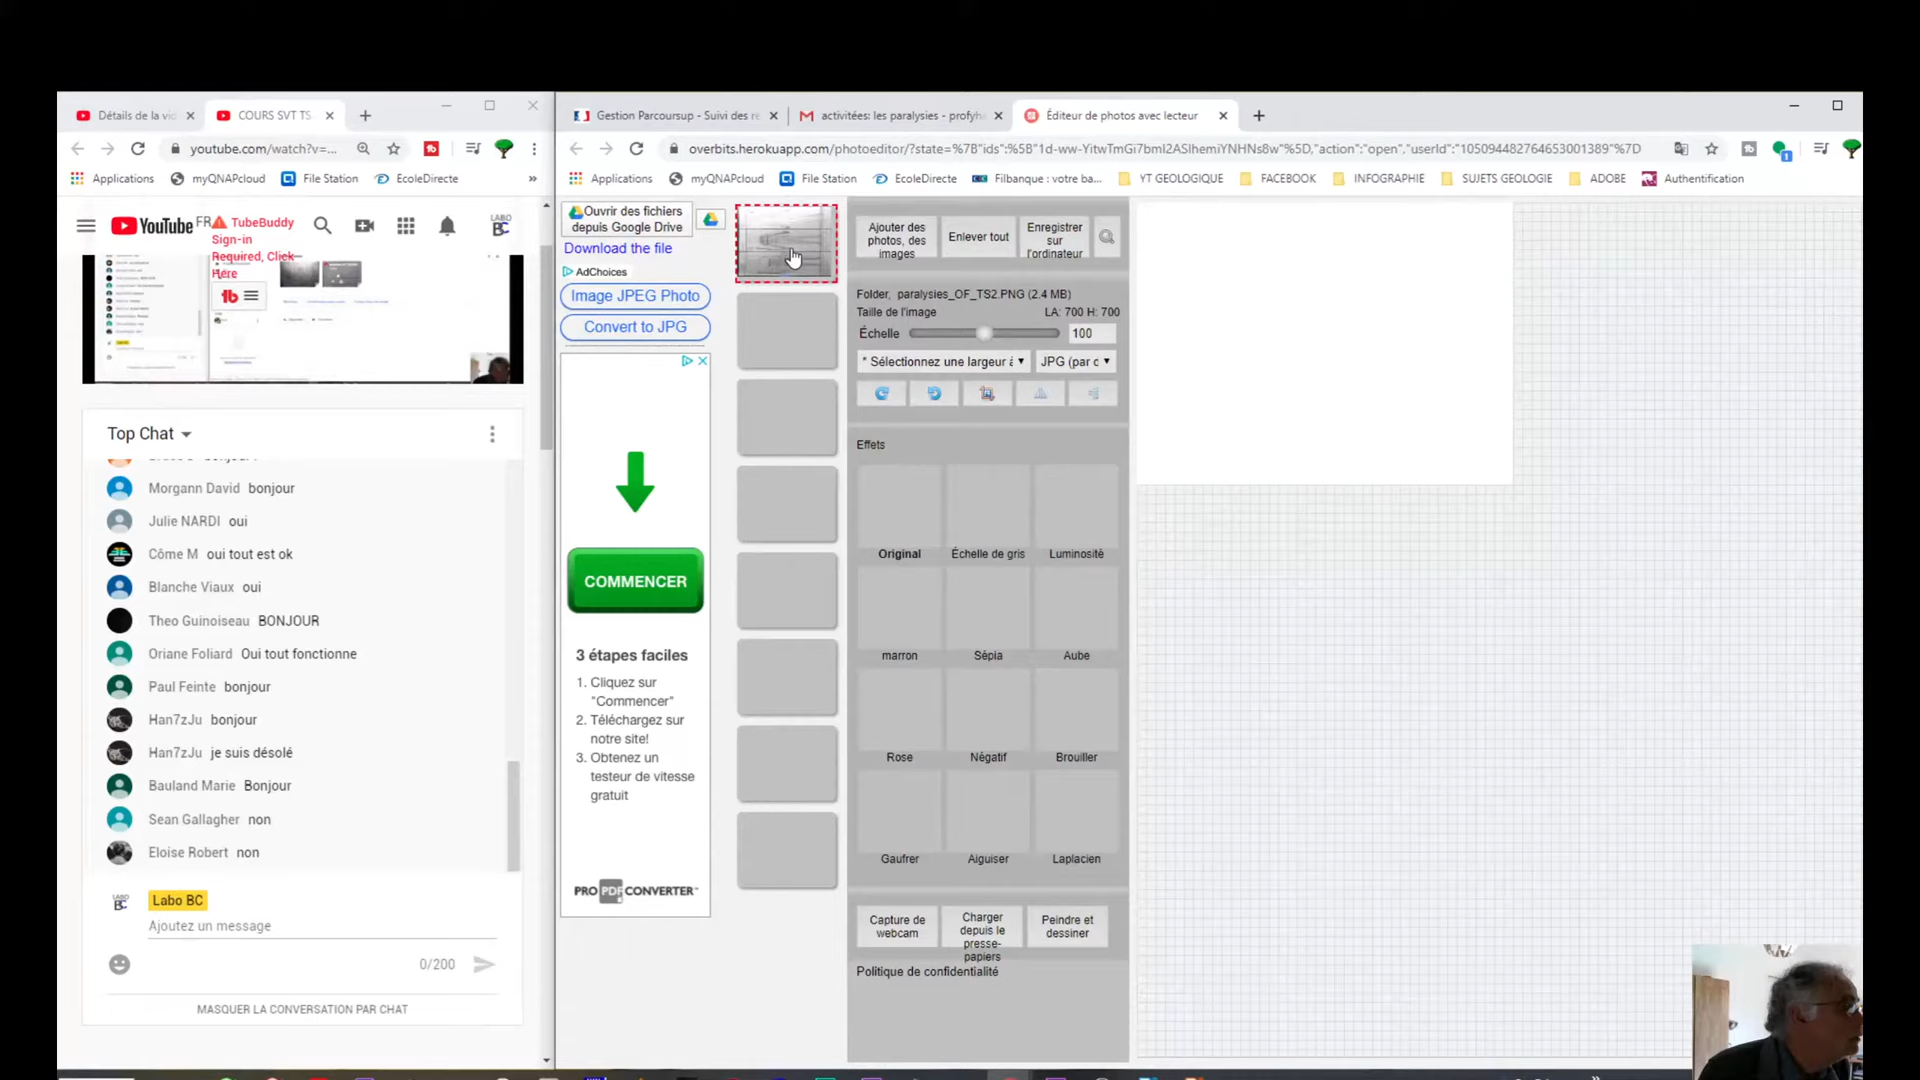 Détails de la vic
COURS SVT TS
Gestion Parcoursup - Suivi des re
activitées: les paralysies - profyha
Éditeur de photos avec lecteur
youtube.com/watch?v=...
overbits.herokuapp.com/photoeditor/?state=%7B"ids":%5B"1d-ww-YitwTmGi7bmI2ASIhemiYNHNs8w"%5D,"action":"open","userId":"105094482764653001389"%7D
Applications
myQNAPcloud
File Station
EcoleDirecte
»
Applications
myQNAPcloud
File Station
EcoleDirecte
Filbanque : votre ba...
YT GEOLOGIQUE
FACEBOOK
INFOGRAPHIE
SUJETS GEOLOGIE
ADOBE
Authentification
YouTube FR
TubeBuddy
Sign-in
Required, Click
Here
LABO
BC
Top Chat
Morgann David bonjour
Julie NARDI oui
Côme M oui tout est ok
Blanche Viaux oui
Theo Guinoiseau BONJOUR
Oriane Foliard Oui tout fonctionne
Paul Feinte bonjour
Han7zJu bonjour
Han7zJu je suis désolé
Bauland Marie Bonjour
Sean Gallagher non
Eloise Robert non
Labo BC
Ajoutez un message
0/200
MASQUER LA CONVERSATION PAR CHAT
Ouvrir des fichiers
depuis Google Drive
Download the file
AdChoices
Image JPEG Photo
Convert to JPG
COMMENCER
3 étapes faciles
1. Cliquez sur
"Commencer"
2. Téléchargez sur
notre site!
3. Obtenez un
testeur de vitesse
gratuit
PRO PDF CONVERTER™
Ajouter des
photos, des
images
Enlever tout
Enregistrer
sur
l'ordinateur
Folder, paralysies_OF_TS2.PNG (2.4 MB)
Taille de l'image LA: 700 H: 700
Échelle 100
* Sélectionnez une largeur à
JPG (par d
Effets
Original Échelle de gris Luminosité
marron Sépia Aube
Rose Négatif Brouiller
Gaufrer Aiguiser Laplacien
Capture de
webcam
Charger
depuis le
presse-
papiers
Peindre et
dessiner
Politique de confidentialité